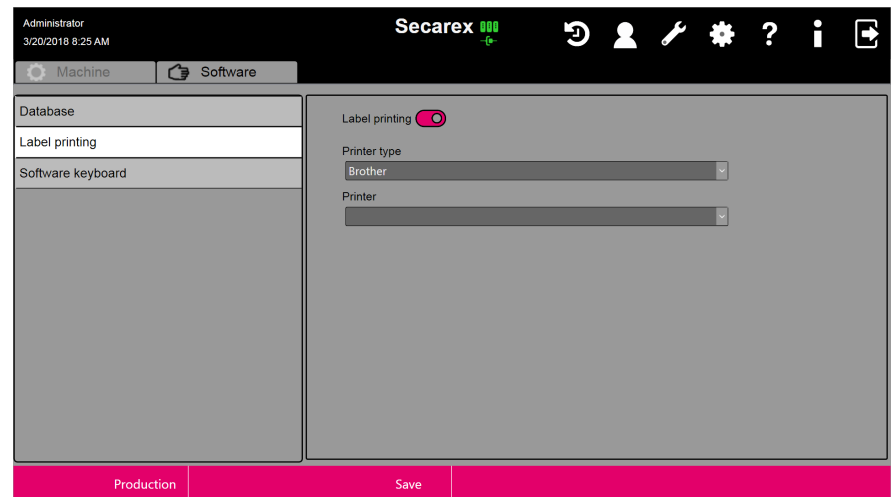 Administrator
3/20/2018 8:25 AM
Secarex
?
i
Machine
Software
Database
Label printing
Software keyboard
Label printing
Printer type
Brother
Printer
Production
Save